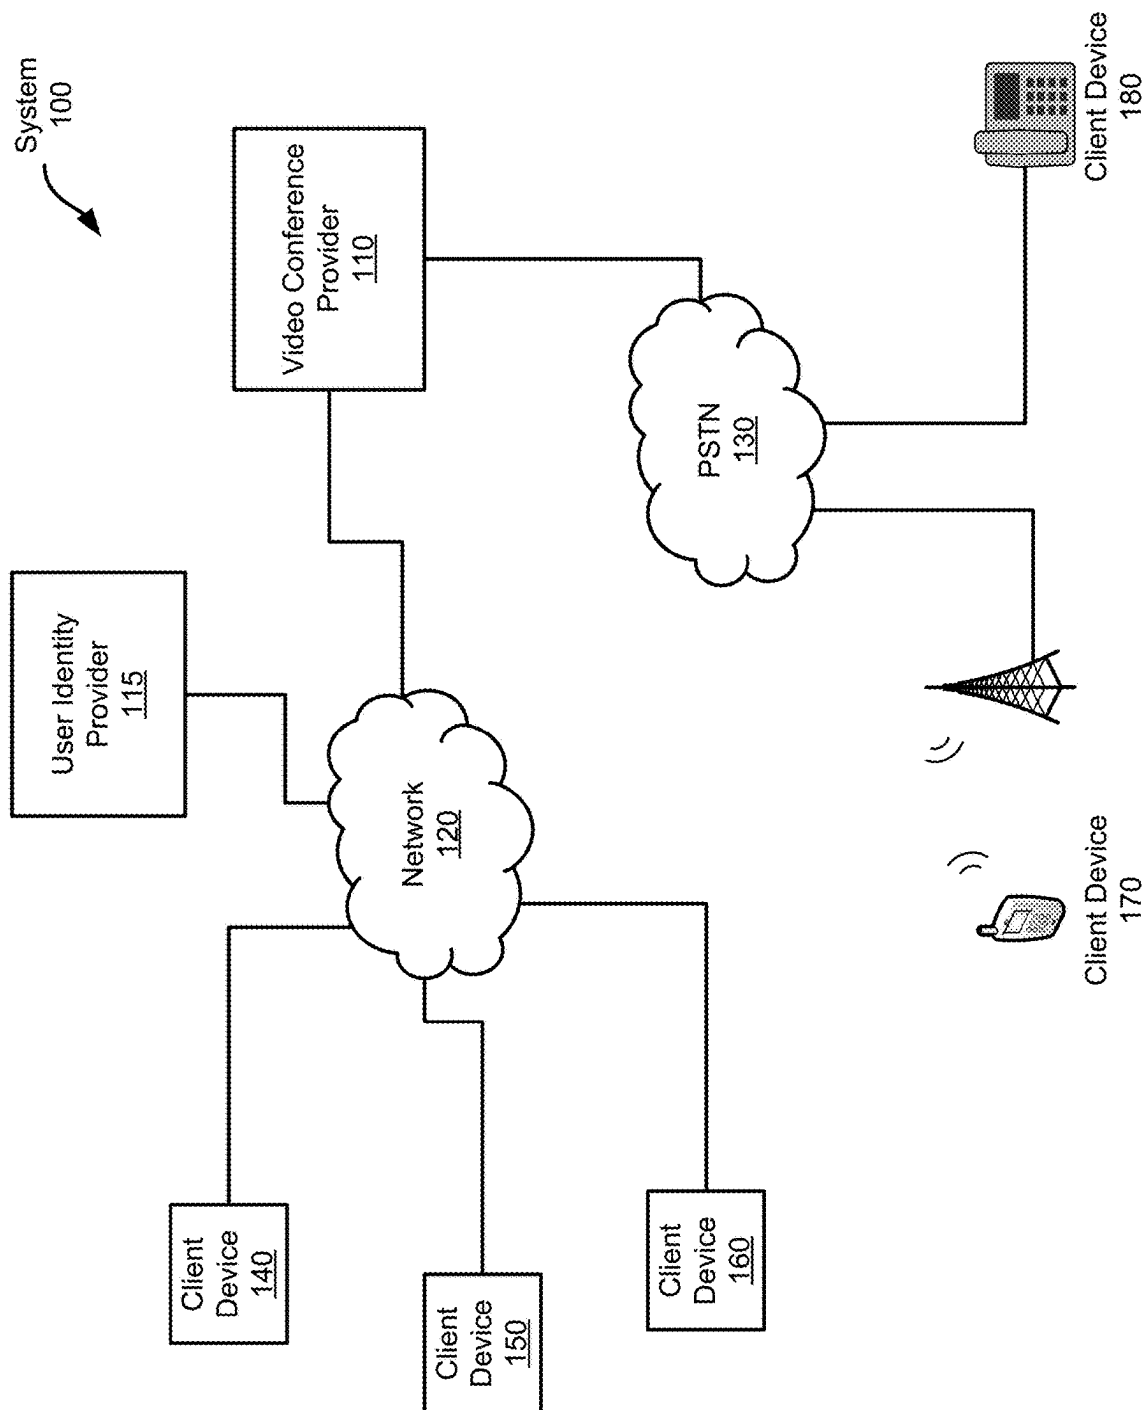 System
100
User Identity
Provider
115
Video Conference
Provider
110
Client
Device
140
Network
120
Client
Device
150
PSTN
130
Client
Device
160
Client Device
170
Client Device
180